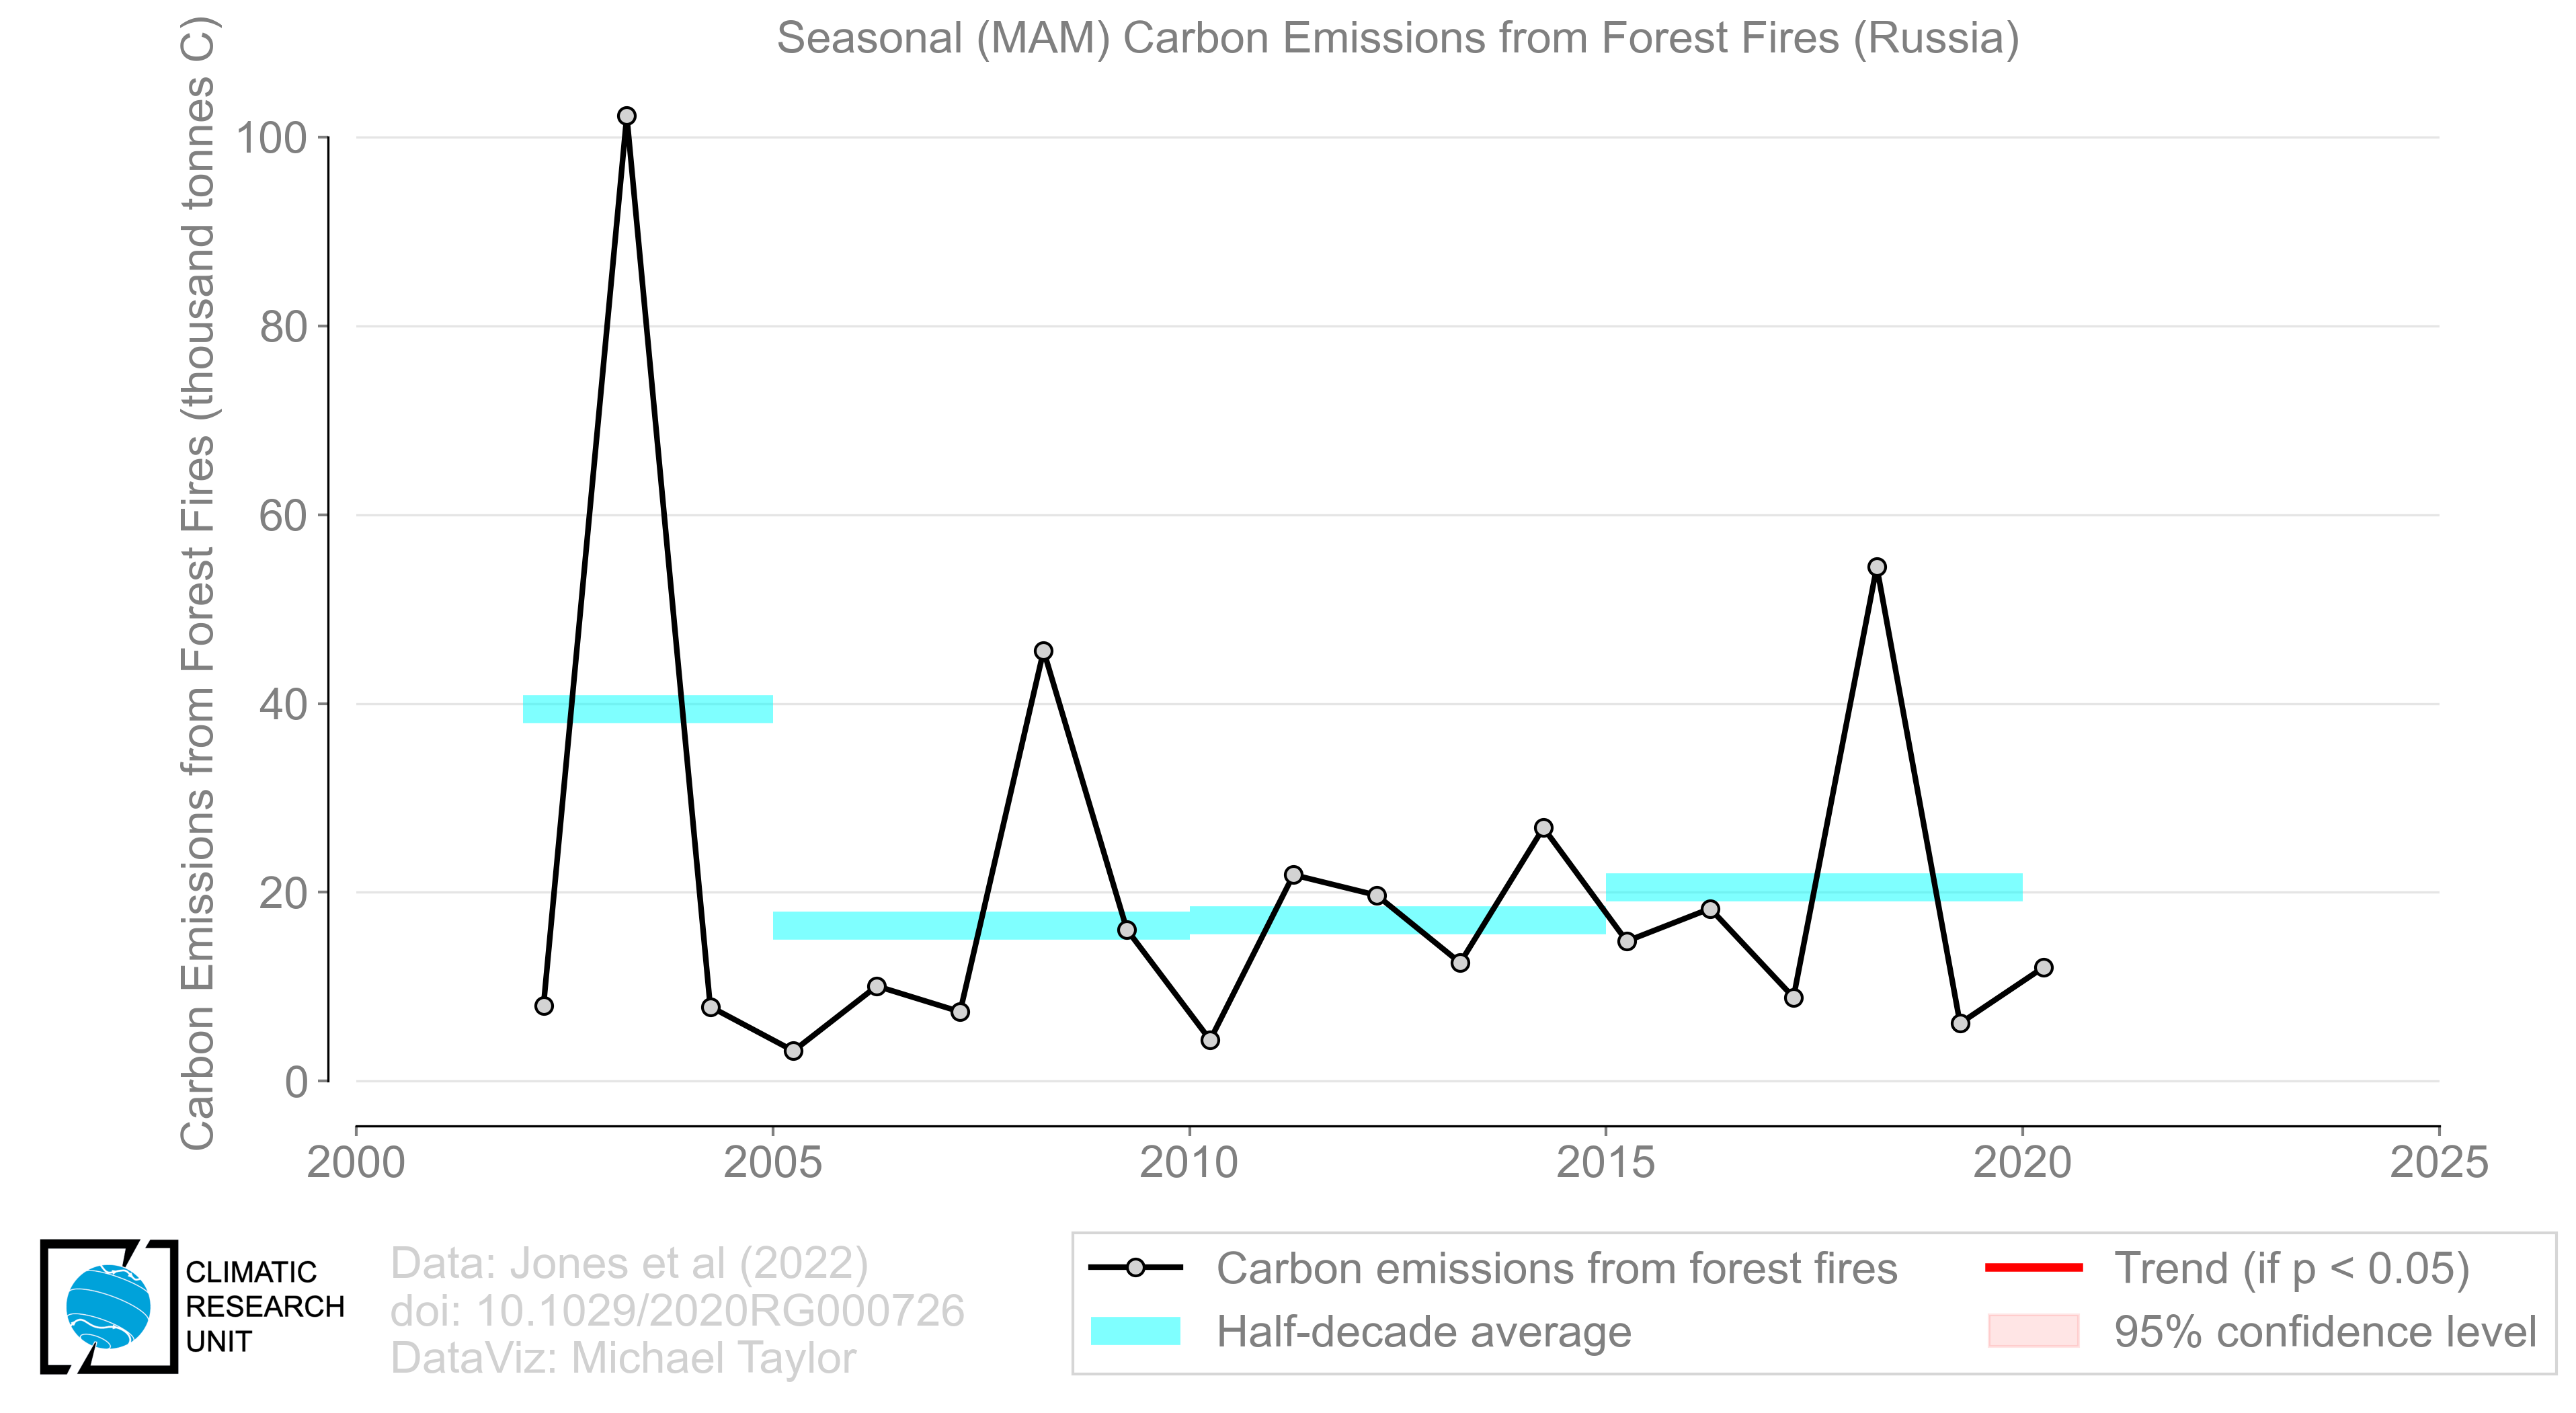 Seasonal (MAM) Carbon Emissions from Forest Fires (Russia)
Carbon Emissions from Forest Fires (thousand tonnes C)
100
80
60
40
20
0
2000 2005 2010 2015 2020 2025
CLIMATIC
RESEARCH
UNIT
Data: Jones et al (2022)
doi: 10.1029/2020RG000726
DataViz: Michael Taylor
Carbon emissions from forest fires
Half-decade average
Trend (if p < 0.05)
95% confidence level